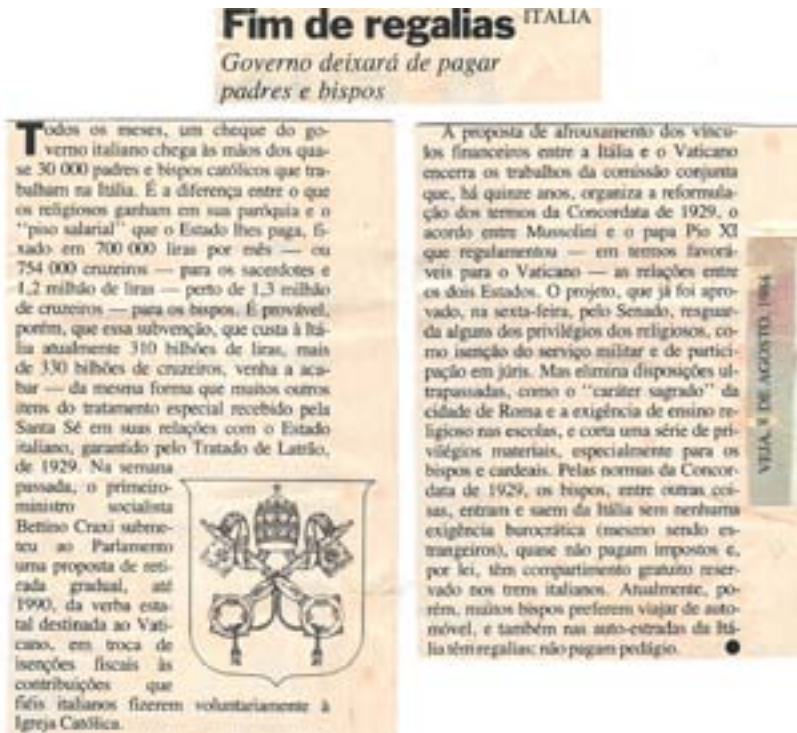 Fim de regalias ITALIA
Governo deixará de pagar
padres e bispos
Todos os meses, um cheque do go-
verno italiano chega às mãos dos qua-
se 30 000 padres e bispos católicos que tra-
balham na Itália. É a diferença entre o que
os religiosos ganham em sua paróquia e o
"piso salarial" que o Estado lhes paga, fi-
xado em 700 000 liras por mês — ou
754 000 cruzeiros — para os sacerdotes e
1,2 milhão de liras — perto de 1,3 milhão
de cruzeiros — para os bispos. É provável,
porém, que essa subvenção, que custa à Itá-
lia atualmente 310 bilhões de liras, mais
de 330 bilhões de cruzeiros, venha a aca-
bar — da mesma forma que muitos outros
itens do tratamento especial recebido pela
Santa Sé em suas relações com o Estado
italiano, garantido pelo Tratado de Latrão,
de 1929. Na semana
passada, o primeiro-
ministro socialista
Bettino Craxi subme-
teu ao Parlamento
uma proposta de reti-
rada gradual, até
1990, da verba esta-
tal destinada ao Vati-
cano, em troca de
isenções fiscais às
contribuições que
fiéis italianos fizerem voluntariamente à
Igreja Católica.
A proposta de afrouxamento dos víncu-
los financeiros entre a Itália e o Vaticano
encerra os trabalhos da comissão conjunta
que, há quinze anos, organiza a reformula-
ção dos termos da Concordata de 1929, o
acordo entre Mussolini e o papa Pio XI
que regulamentou — em termos favorá-
veis para o Vaticano — as relações entre
os dois Estados. O projeto, que já foi apro-
vado, na sexta-feira, pelo Senado, resguar-
da alguns dos privilégios dos religiosos, co-
mo isenção do serviço militar e de partici-
pação em júris. Mas elimina disposições ul-
trapassadas, como o "caráter sagrado" da
cidade de Roma e a exigência de ensino re-
ligioso nas escolas, e corta uma série de pri-
vilégios materiais, especialmente para os
bispos e cardeais. Pelas normas da Concor-
data de 1929, os bispos, entre outras coi-
sas, entram e saem da Itália sem nenhuma
exigência burocrática (mesmo sendo es-
trangeiros), quase não pagam impostos e,
por lei, têm compartimento gratuito reser-
vado nos trens italianos. Atualmente, po-
rém, muitos bispos preferem viajar de auto-
móvel, e também nas auto-estradas da Itá-
lia têm regalias: não pagam pedágio.
VEJA, DE AGOSTO, 1984